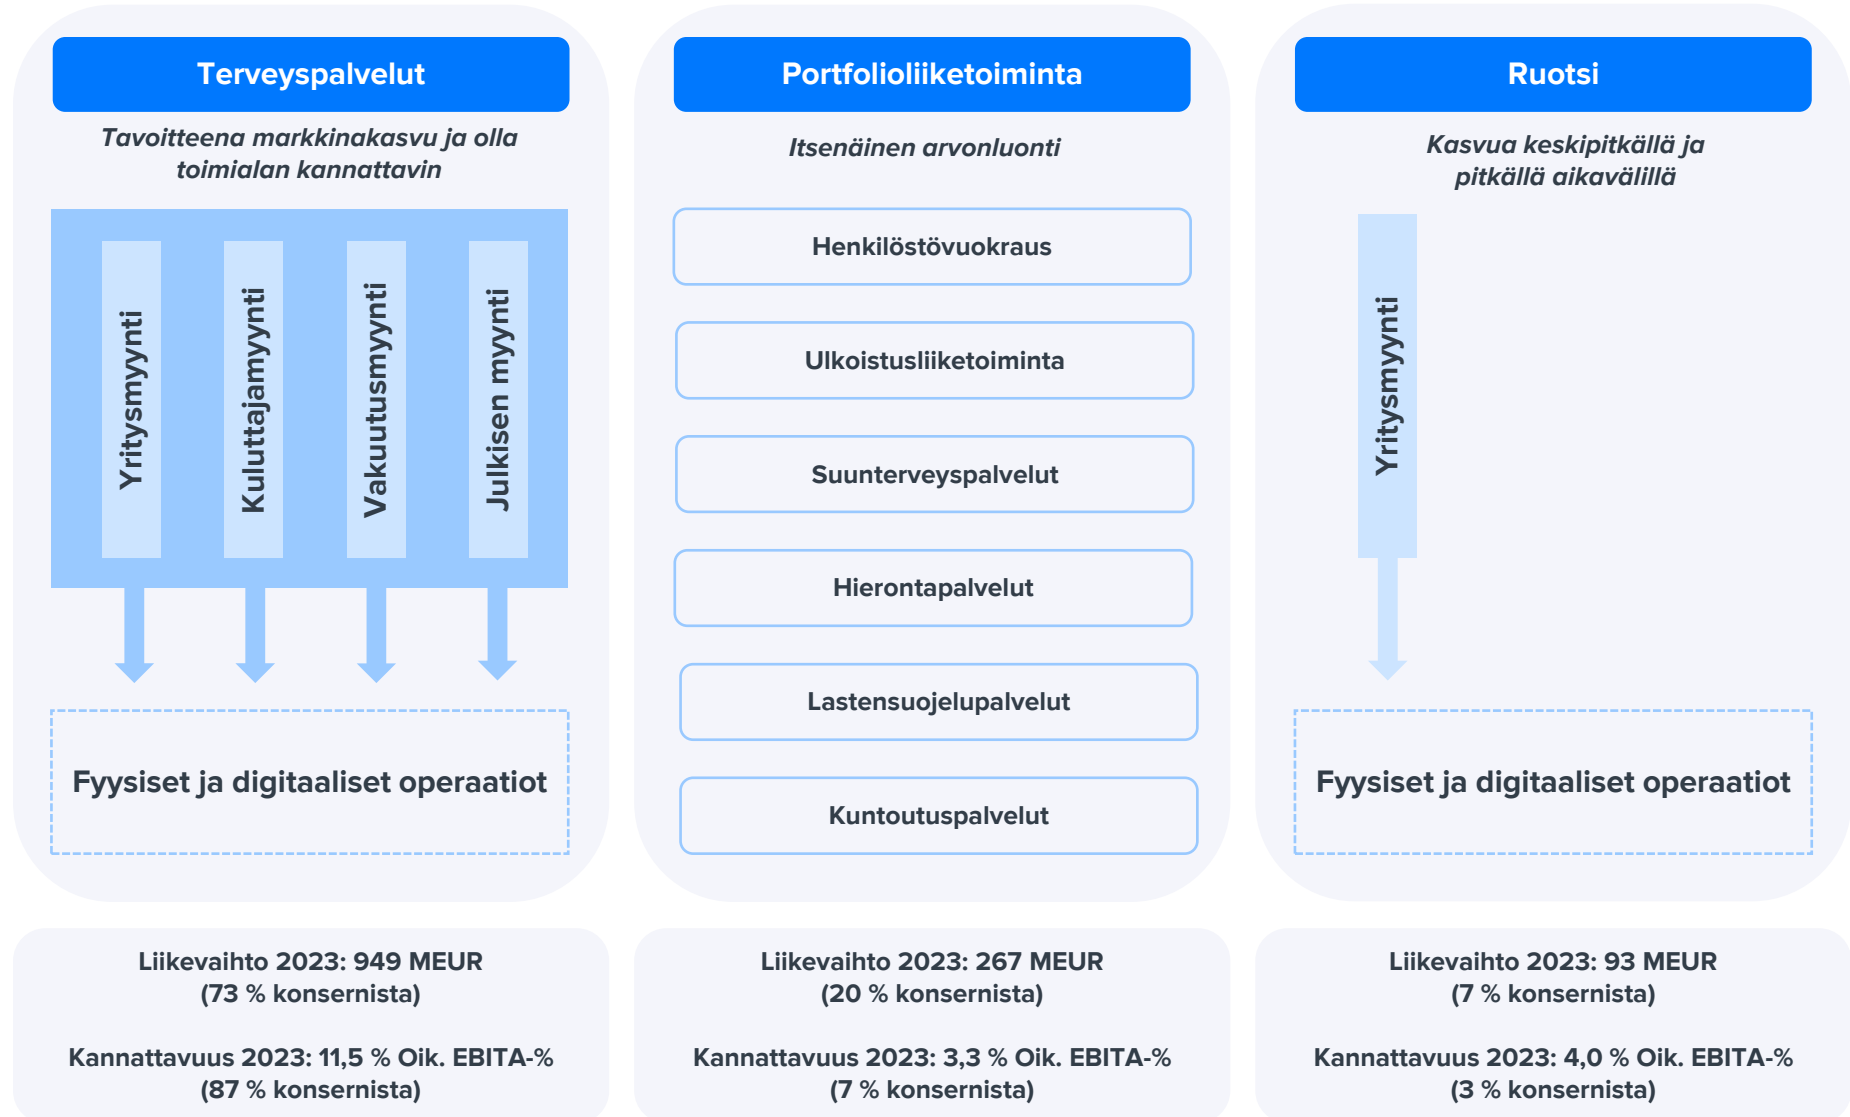 Terveyspalvelut
Tavoitteena markkinakasvu ja olla
toimialan kannattavin
Yritysmyynti
Kuluttajamyynti
Vakuutusmyynti
Julkisen myynti
Fyysiset ja digitaaliset operaatiot
Liikevaihto 2023: 949 MEUR
(73 % konsernista)
Kannattavuus 2023: 11,5 % Oik. EBITA-%
(87 % konsernista)
Portfolioliiketoiminta
Itsenäinen arvonluonti
Henkilöstövuokraus
Ulkoistusliiketoiminta
Suunterveyspalvelut
Hierontapalvelut
Lastensuojelupalvelut
Kuntoutuspalvelut
Liikevaihto 2023: 267 MEUR
(20 % konsernista)
Kannattavuus 2023: 3,3 % Oik. EBITA-%
(7 % konsernista)
Ruotsi
Kasvua keskipitkällä ja
pitkällä aikavälillä
Yritysmyynti
Fyysiset ja digitaaliset operaatiot
Liikevaihto 2023: 93 MEUR
(7 % konsernista)
Kannattavuus 2023: 4,0 % Oik. EBITA-%
(3 % konsernista)